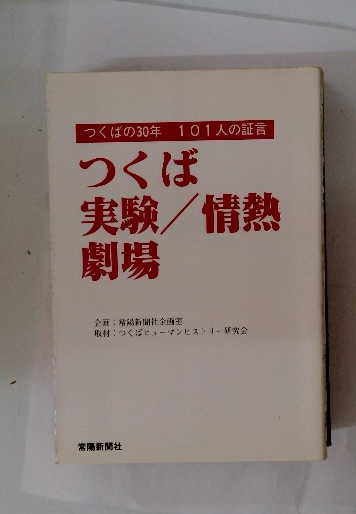 つくばの30年　101人の証言
つくば
実験／情熱
劇場
企画：常陽新聞社企画室
取材：つくばヒューマンヒストリー研究会
常陽新聞社